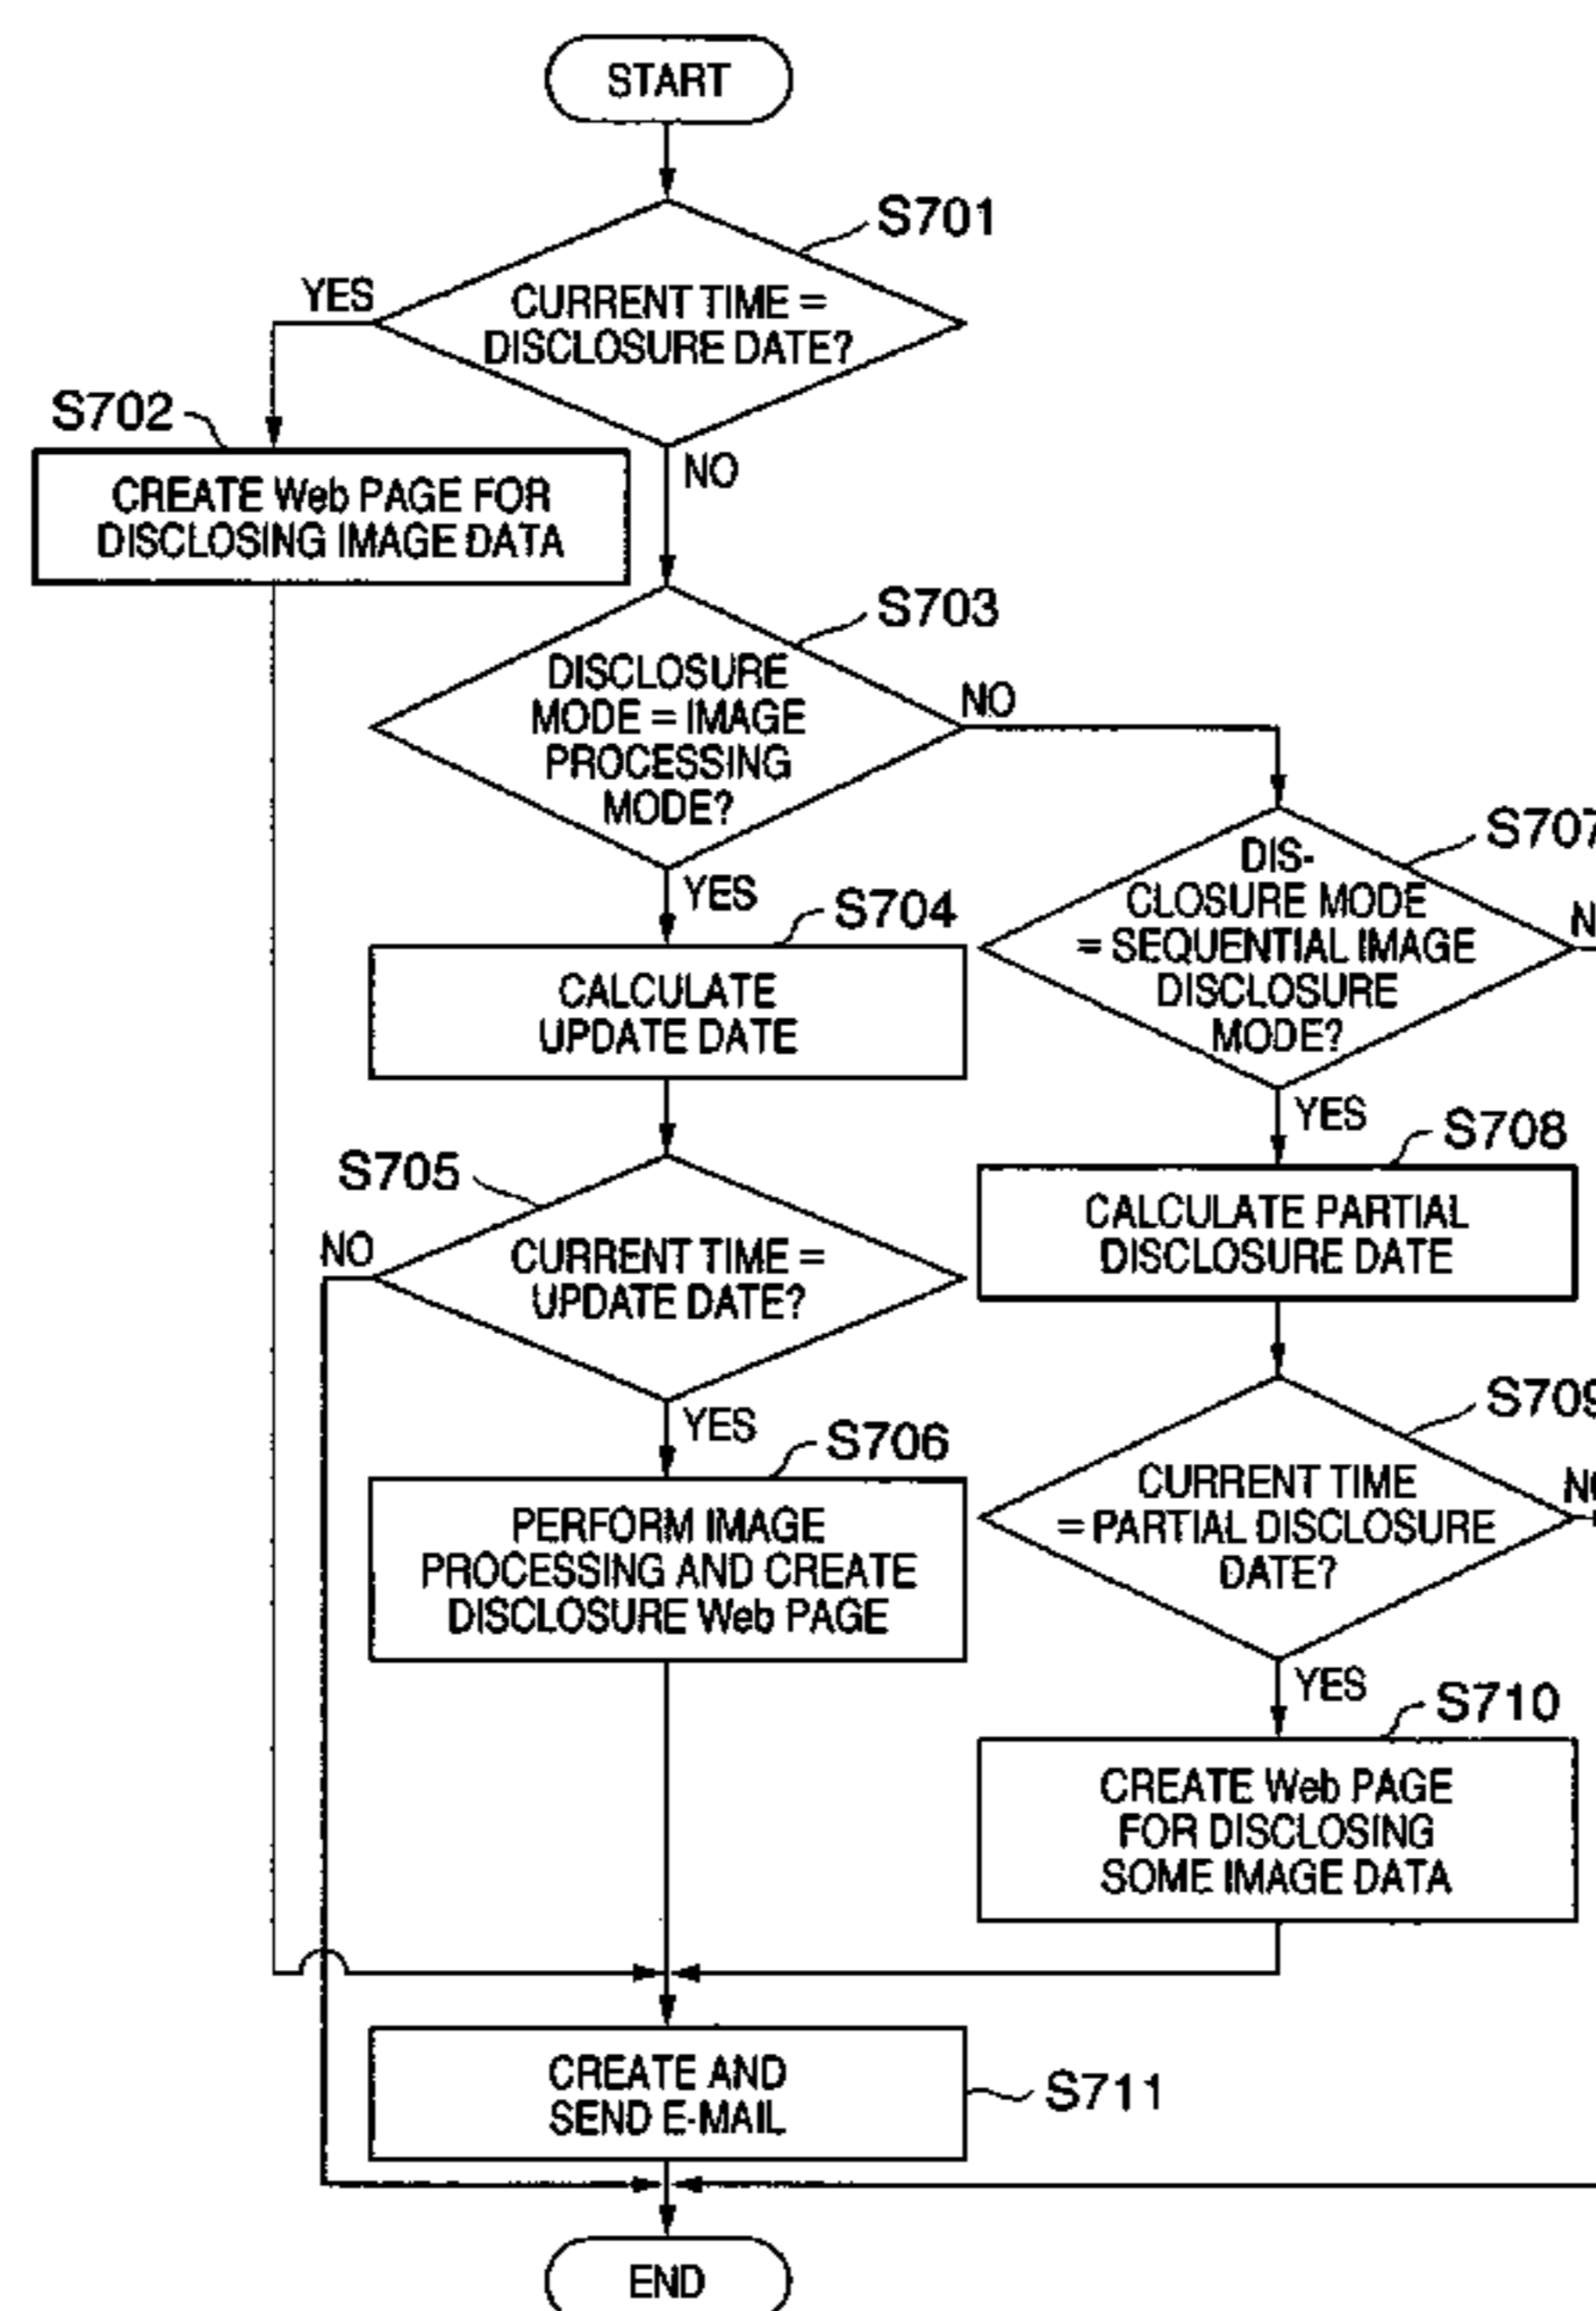 START
S701
YES
CURRENT TIME =
DISCLOSURE DATE?
S702
NO
CREATE Web PAGE FOR
DISCLOSING IMAGE DATA
S703
DISCLOSURE
MODE = IMAGE
PROCESSING
MODE?
NO
S707
DIS-
CLOSURE MODE
= SEQUENTIAL IMAGE
DISCLOSURE
MODE?
N
YES
S704
CALCULATE
UPDATE DATE
YES
S708
CALCULATE PARTIAL
DISCLOSURE DATE
S705
NO
CURRENT TIME =
UPDATE DATE?
S709
CURRENT TIME
= PARTIAL DISCLOSURE
DATE?
NO
YES
S706
PERFORM IMAGE
PROCESSING AND CREATE
DISCLOSURE Web PAGE
YES
S710
CREATE Web PAGE
FOR DISCLOSING
SOME IMAGE DATA
CREATE AND
SEND E-MAIL
S711
END